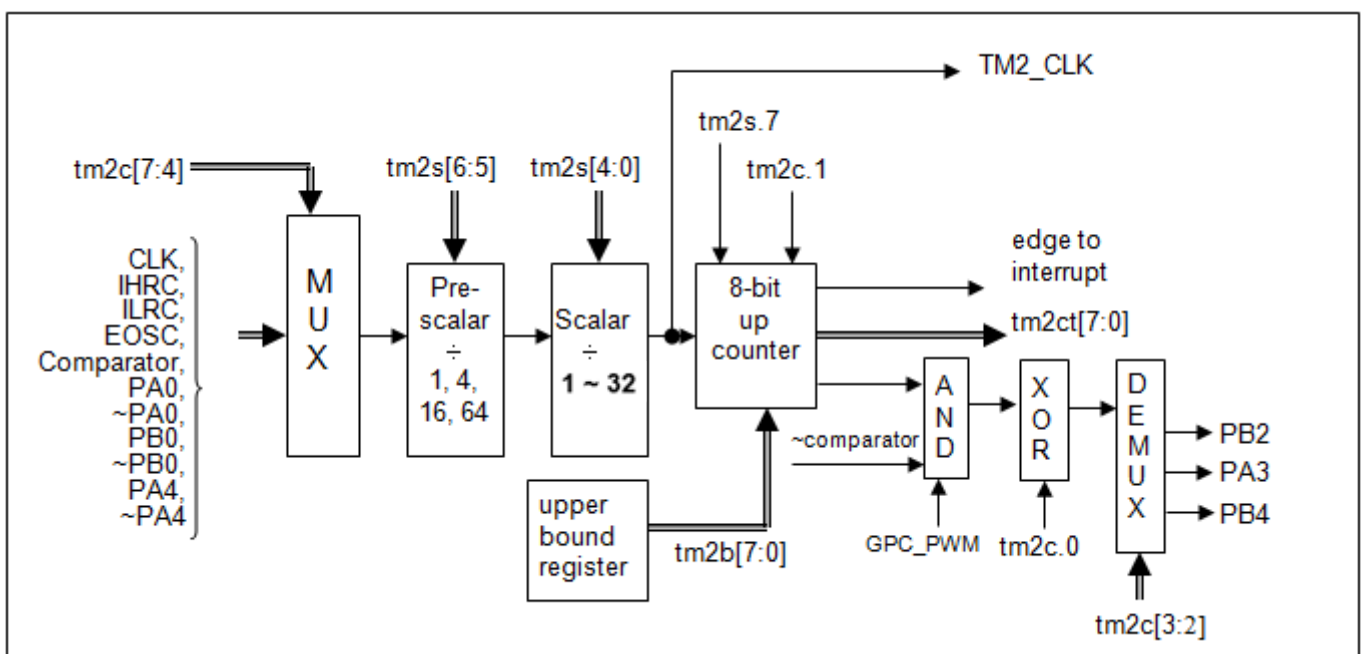 TM2_CLK
tm2s.7
tm2c[7:4]
tm2s[6:5]
tm2s[4:0]
tm2c.1
CLK,
IHRC,
ILRC,
EOSC,
Comparator,
PA0,
~PA0,
PB0,
~PB0,
PA4,
~PA4
M
U
X
Pre-
scalar
÷
1, 4,
16, 64
Scalar
÷
1 ~ 32
8-bit
up
counter
edge to
interrupt
tm2ct[7:0]
~comparator
A
N
D
X
O
R
D
E
M
U
X
PB2
PA3
PB4
upper
bound
register
tm2b[7:0]
GPC_PWM
tm2c.0
tm2c[3:2]